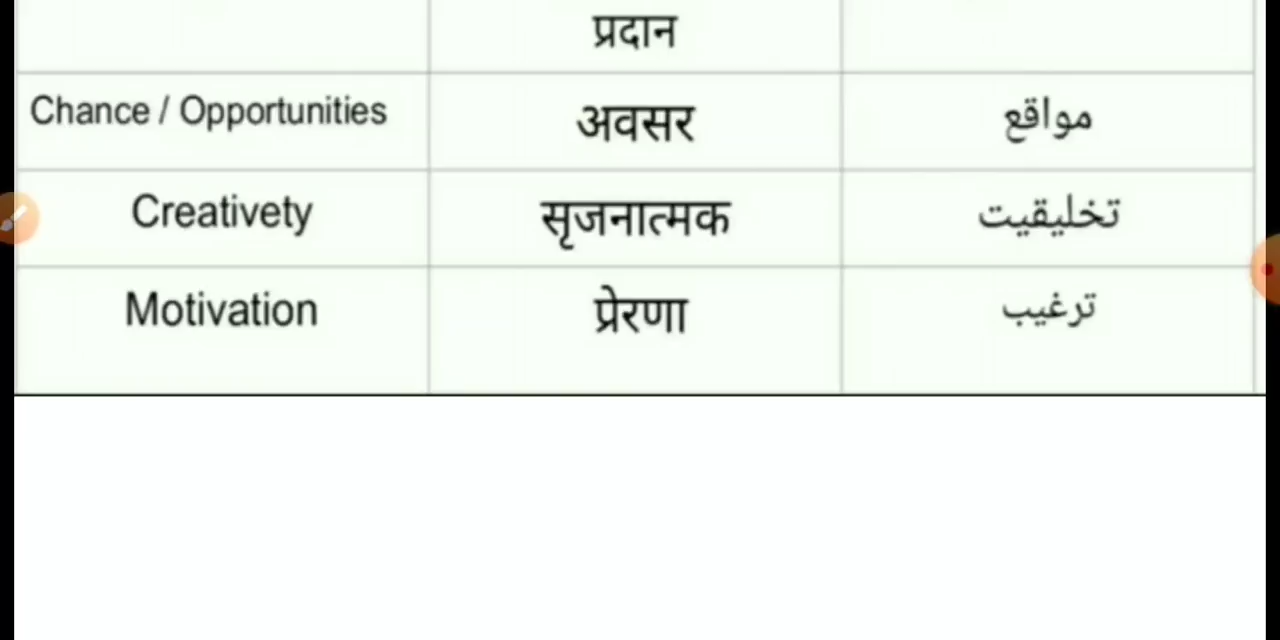 प्रदान
Chance / Opportunities अवसर مواقع
Creativety सृजनात्मक تخلیقیت
Motivation प्रेरणा ترغیب